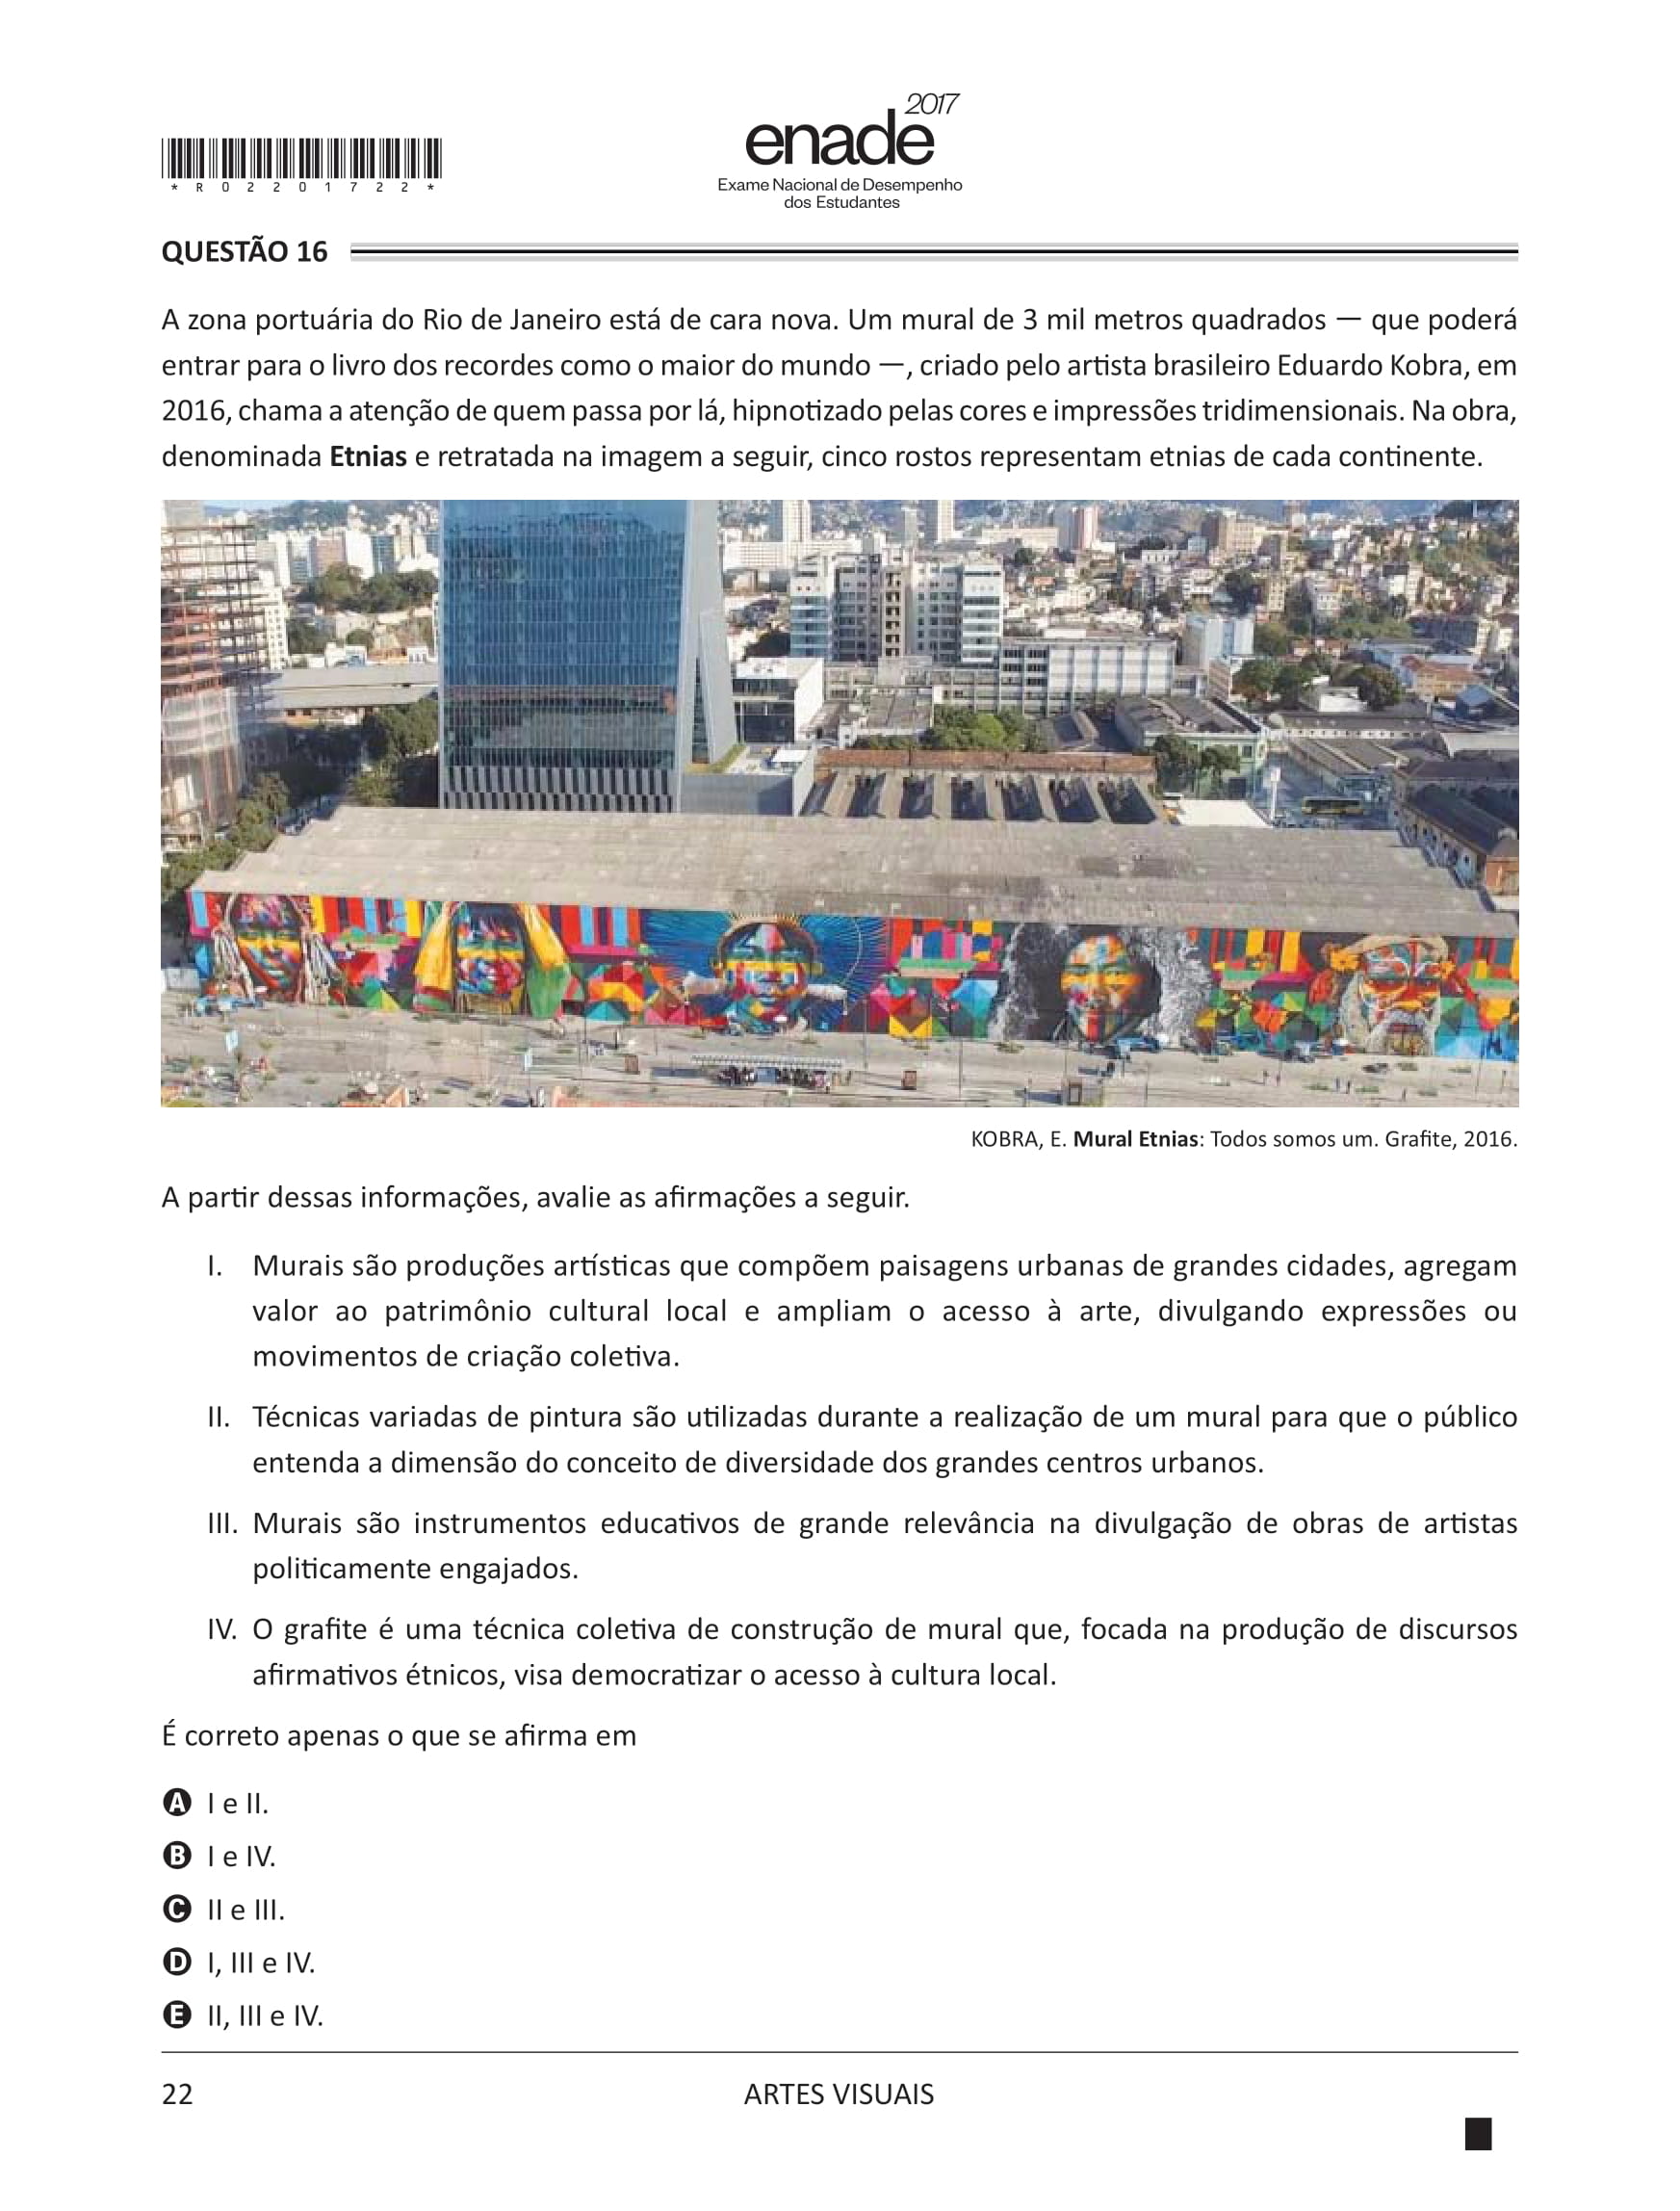 2017
enade
Exame Nacional de Desempenho
dos Estudantes
*R02201722*
QUESTÃO 16
A zona portuária do Rio de Janeiro está de cara nova. Um mural de 3 mil metros quadrados — que poderá
entrar para o livro dos recordes como o maior do mundo —, criado pelo artista brasileiro Eduardo Kobra, em
2016, chama a atenção de quem passa por lá, hipnotizado pelas cores e impressões tridimensionais. Na obra,
denominada Etnias e retratada na imagem a seguir, cinco rostos representam etnias de cada continente.
KOBRA, E. Mural Etnias: Todos somos um. Grafite, 2016.
A partir dessas informações, avalie as afirmações a seguir.
I. Murais são produções artísticas que compõem paisagens urbanas de grandes cidades, agregam
valor ao patrimônio cultural local e ampliam o acesso à arte, divulgando expressões ou
movimentos de criação coletiva.
II. Técnicas variadas de pintura são utilizadas durante a realização de um mural para que o público
entenda a dimensão do conceito de diversidade dos grandes centros urbanos.
III. Murais são instrumentos educativos de grande relevância na divulgação de obras de artistas
politicamente engajados.
IV. O grafite é uma técnica coletiva de construção de mural que, focada na produção de discursos
afirmativos étnicos, visa democratizar o acesso à cultura local.
É correto apenas o que se afirma em
A I e II.
B I e IV.
C II e III.
D I, III e IV.
E II, III e IV.
22
ARTES VISUAIS